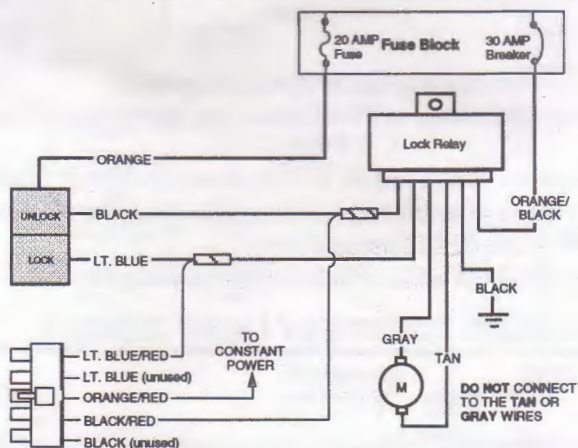 20 AMP
Fuse
Fuse Block
30 AMP
Breaker
Lock Relay
ORANGE
ORANGE/
BLACK
UNLOCK
BLACK
LOCK
LT. BLUE
BLACK
TO
CONSTANT
POWER
GRAY
TAN
LT. BLUE/RED
LT. BLUE (unused)
ORANGE/RED
M
DO NOT CONNECT
TO THE TAN OR
GRAY WIRES
BLACK/RED
BLACK (unused)